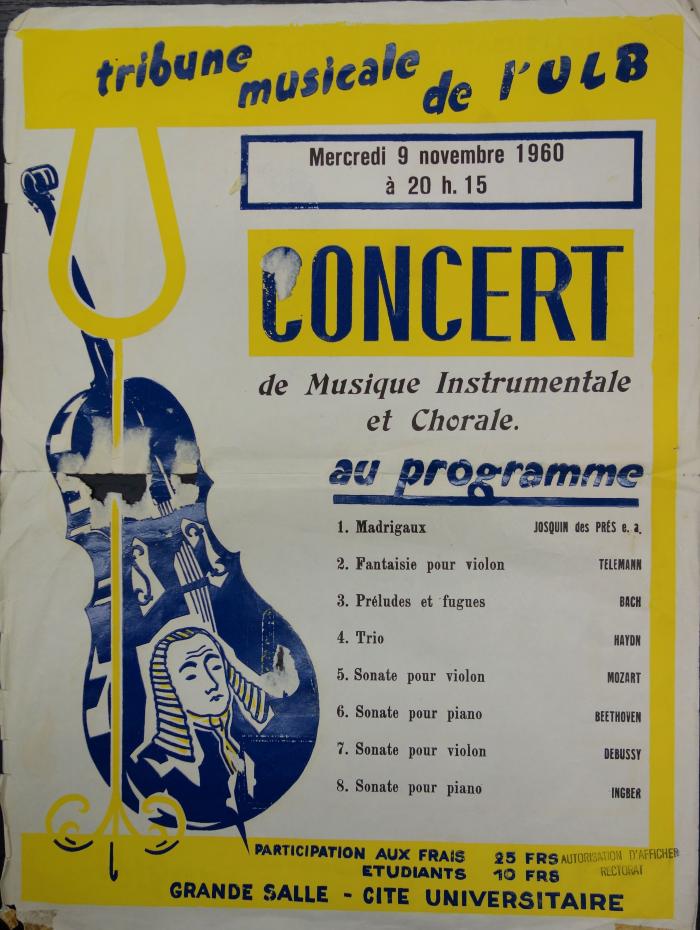 tribune musicale de l'ULB
Mercredi 9 novembre 1960
à 20 h. 15
CONCERT
de Musique Instrumentale
et Chorale.
au programme
1. Madrigaux JOSQUIN des PRÉS e. a.
2. Fantaisie pour violon TELEMANN
3. Préludes et fugues BACH
4. Trio HAYDN
5. Sonate pour violon MOZART
6. Sonate pour piano BEETHOVEN
7. Sonate pour violon DEBUSSY
8. Sonate pour piano INGBER
PARTICIPATION AUX FRAIS 25 FRS
ETUDIANTS 10 FRS
AUTORISATION D'AFFICHER
RECTORAT
GRANDE SALLE - CITE UNIVERSITAIRE